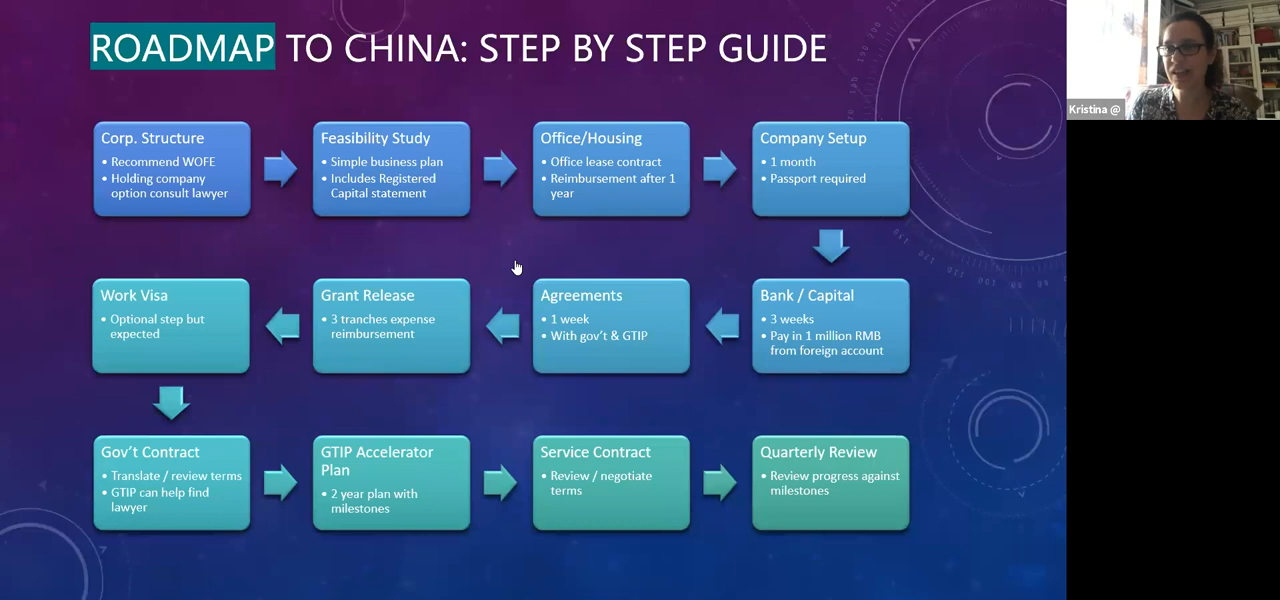 ROADMAP TO CHINA: STEP BY STEP GUIDE
Kristina @
Corp. Structure
• Recommend WOFE
• Holding company
option consult lawyer
Feasibility Study
• Simple business plan
• Includes Registered
Capital statement
Office/Housing
• Office lease contract
• Reimbursement after 1
year
Company Setup
• 1 month
• Passport required
Work Visa
• Optional step but
expected
Grant Release
• 3 tranches expense
reimbursement
Agreements
• 1 week
• With gov't & GTIP
Bank / Capital
• 3 weeks
• Pay in 1 million RMB
from foreign account
Gov't Contract
• Translate / review terms
• GTIP can help find
lawyer
GTIP Accelerator
Plan
• 2 year plan with
milestones
Service Contract
• Review / negotiate
terms
Quarterly Review
• Review progress against
milestones